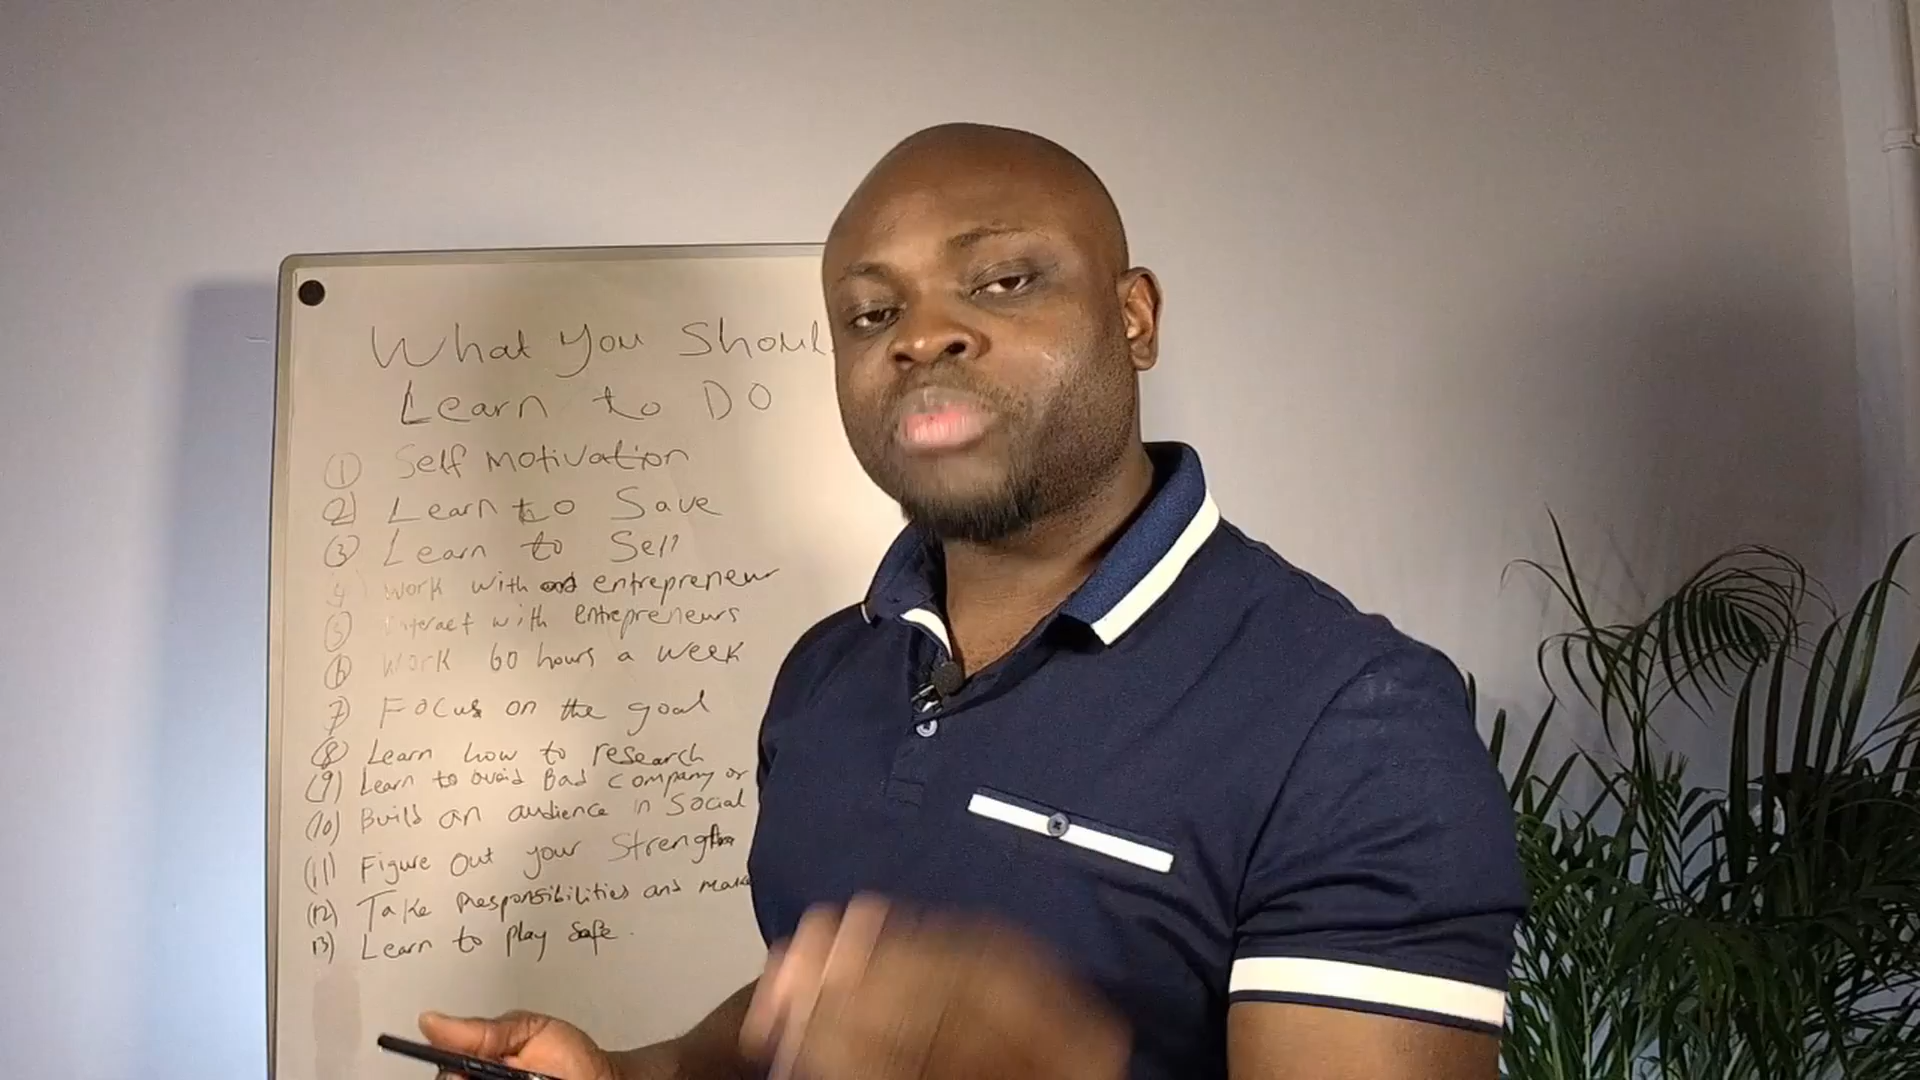 What You Shoul
Learn to DO
① Self Motivation
② Learn to Save
③ Learn to Sell
4) Work with and entrepreneur
⑤ interact with entrepreneurs
⑥ Work 60 hours a week
⑦ Focus on the goal
⑧ Learn how to research
(9) Learn to avoid Bad Company or
(10) Build an audience in Social
(11) Figure Out your Strength
(12) Take Responsibilities and make
13) Learn to play safe.